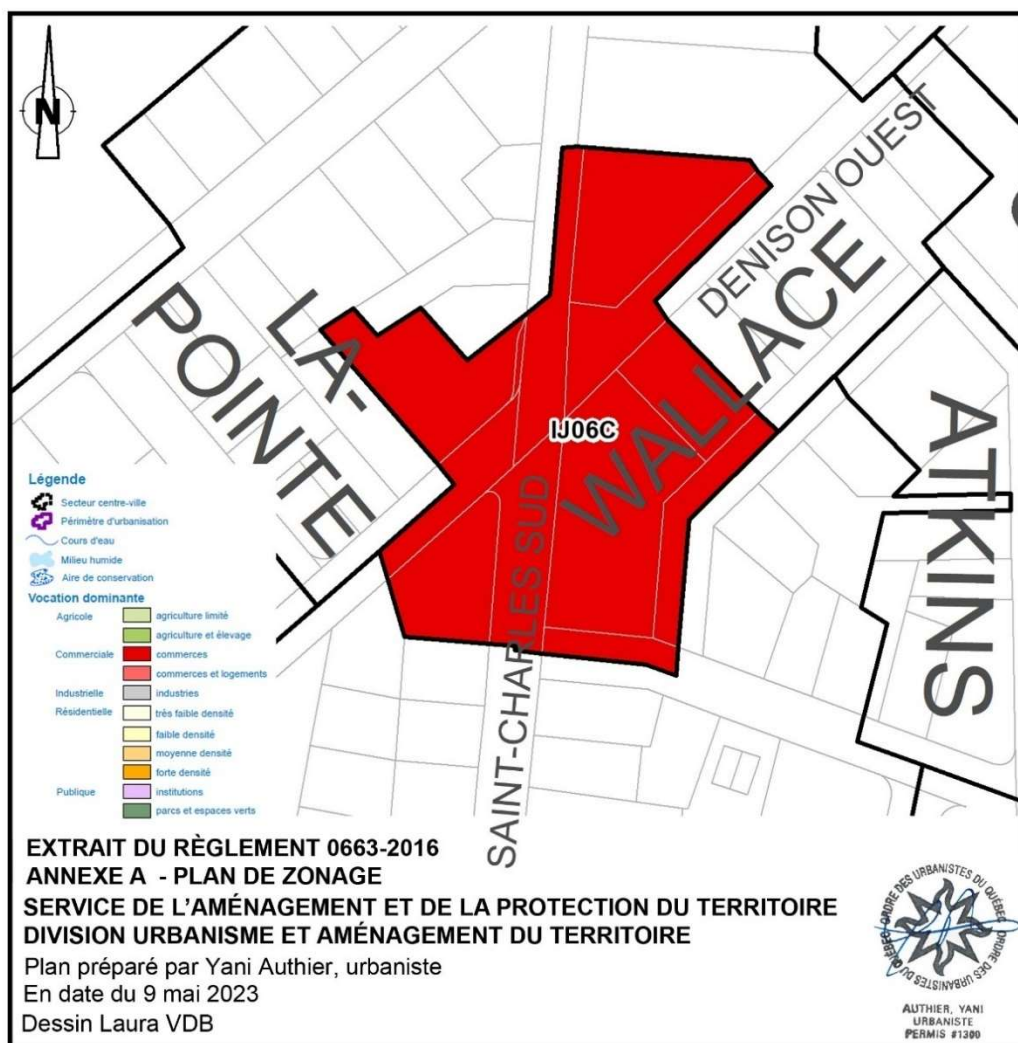 N
DENISON OUEST
LA-
POINTE
WALLACE
IJ06C
ATKINS
SAINT-CHARLES SUD
Légende
Secteur centre-ville
Périmètre d'urbanisation
Cours d'eau
Milieu humide
Aire de conservation
Vocation dominante
Agricole
agriculture limité
agriculture et élevage
Commerciale
commerces
commerces et logements
Industrielle
industries
Résidentielle
très faible densité
faible densité
moyenne densité
forte densité
Publique
institutions
parcs et espaces verts
EXTRAIT DU RÈGLEMENT 0663-2016
ANNEXE A - PLAN DE ZONAGE
SERVICE DE L'AMÉNAGEMENT ET DE LA PROTECTION DU TERRITOIRE
DIVISION URBANISME ET AMÉNAGEMENT DU TERRITOIRE
Plan préparé par Yani Authier, urbaniste
En date du 9 mai 2023
Dessin Laura VDB
ORDRE DES URBANISTES DU QUÉBEC
ORDRE DES URBANISTES DU QUÉBEC
AUTHIER, YANI
URBANISTE
PERMIS #1300